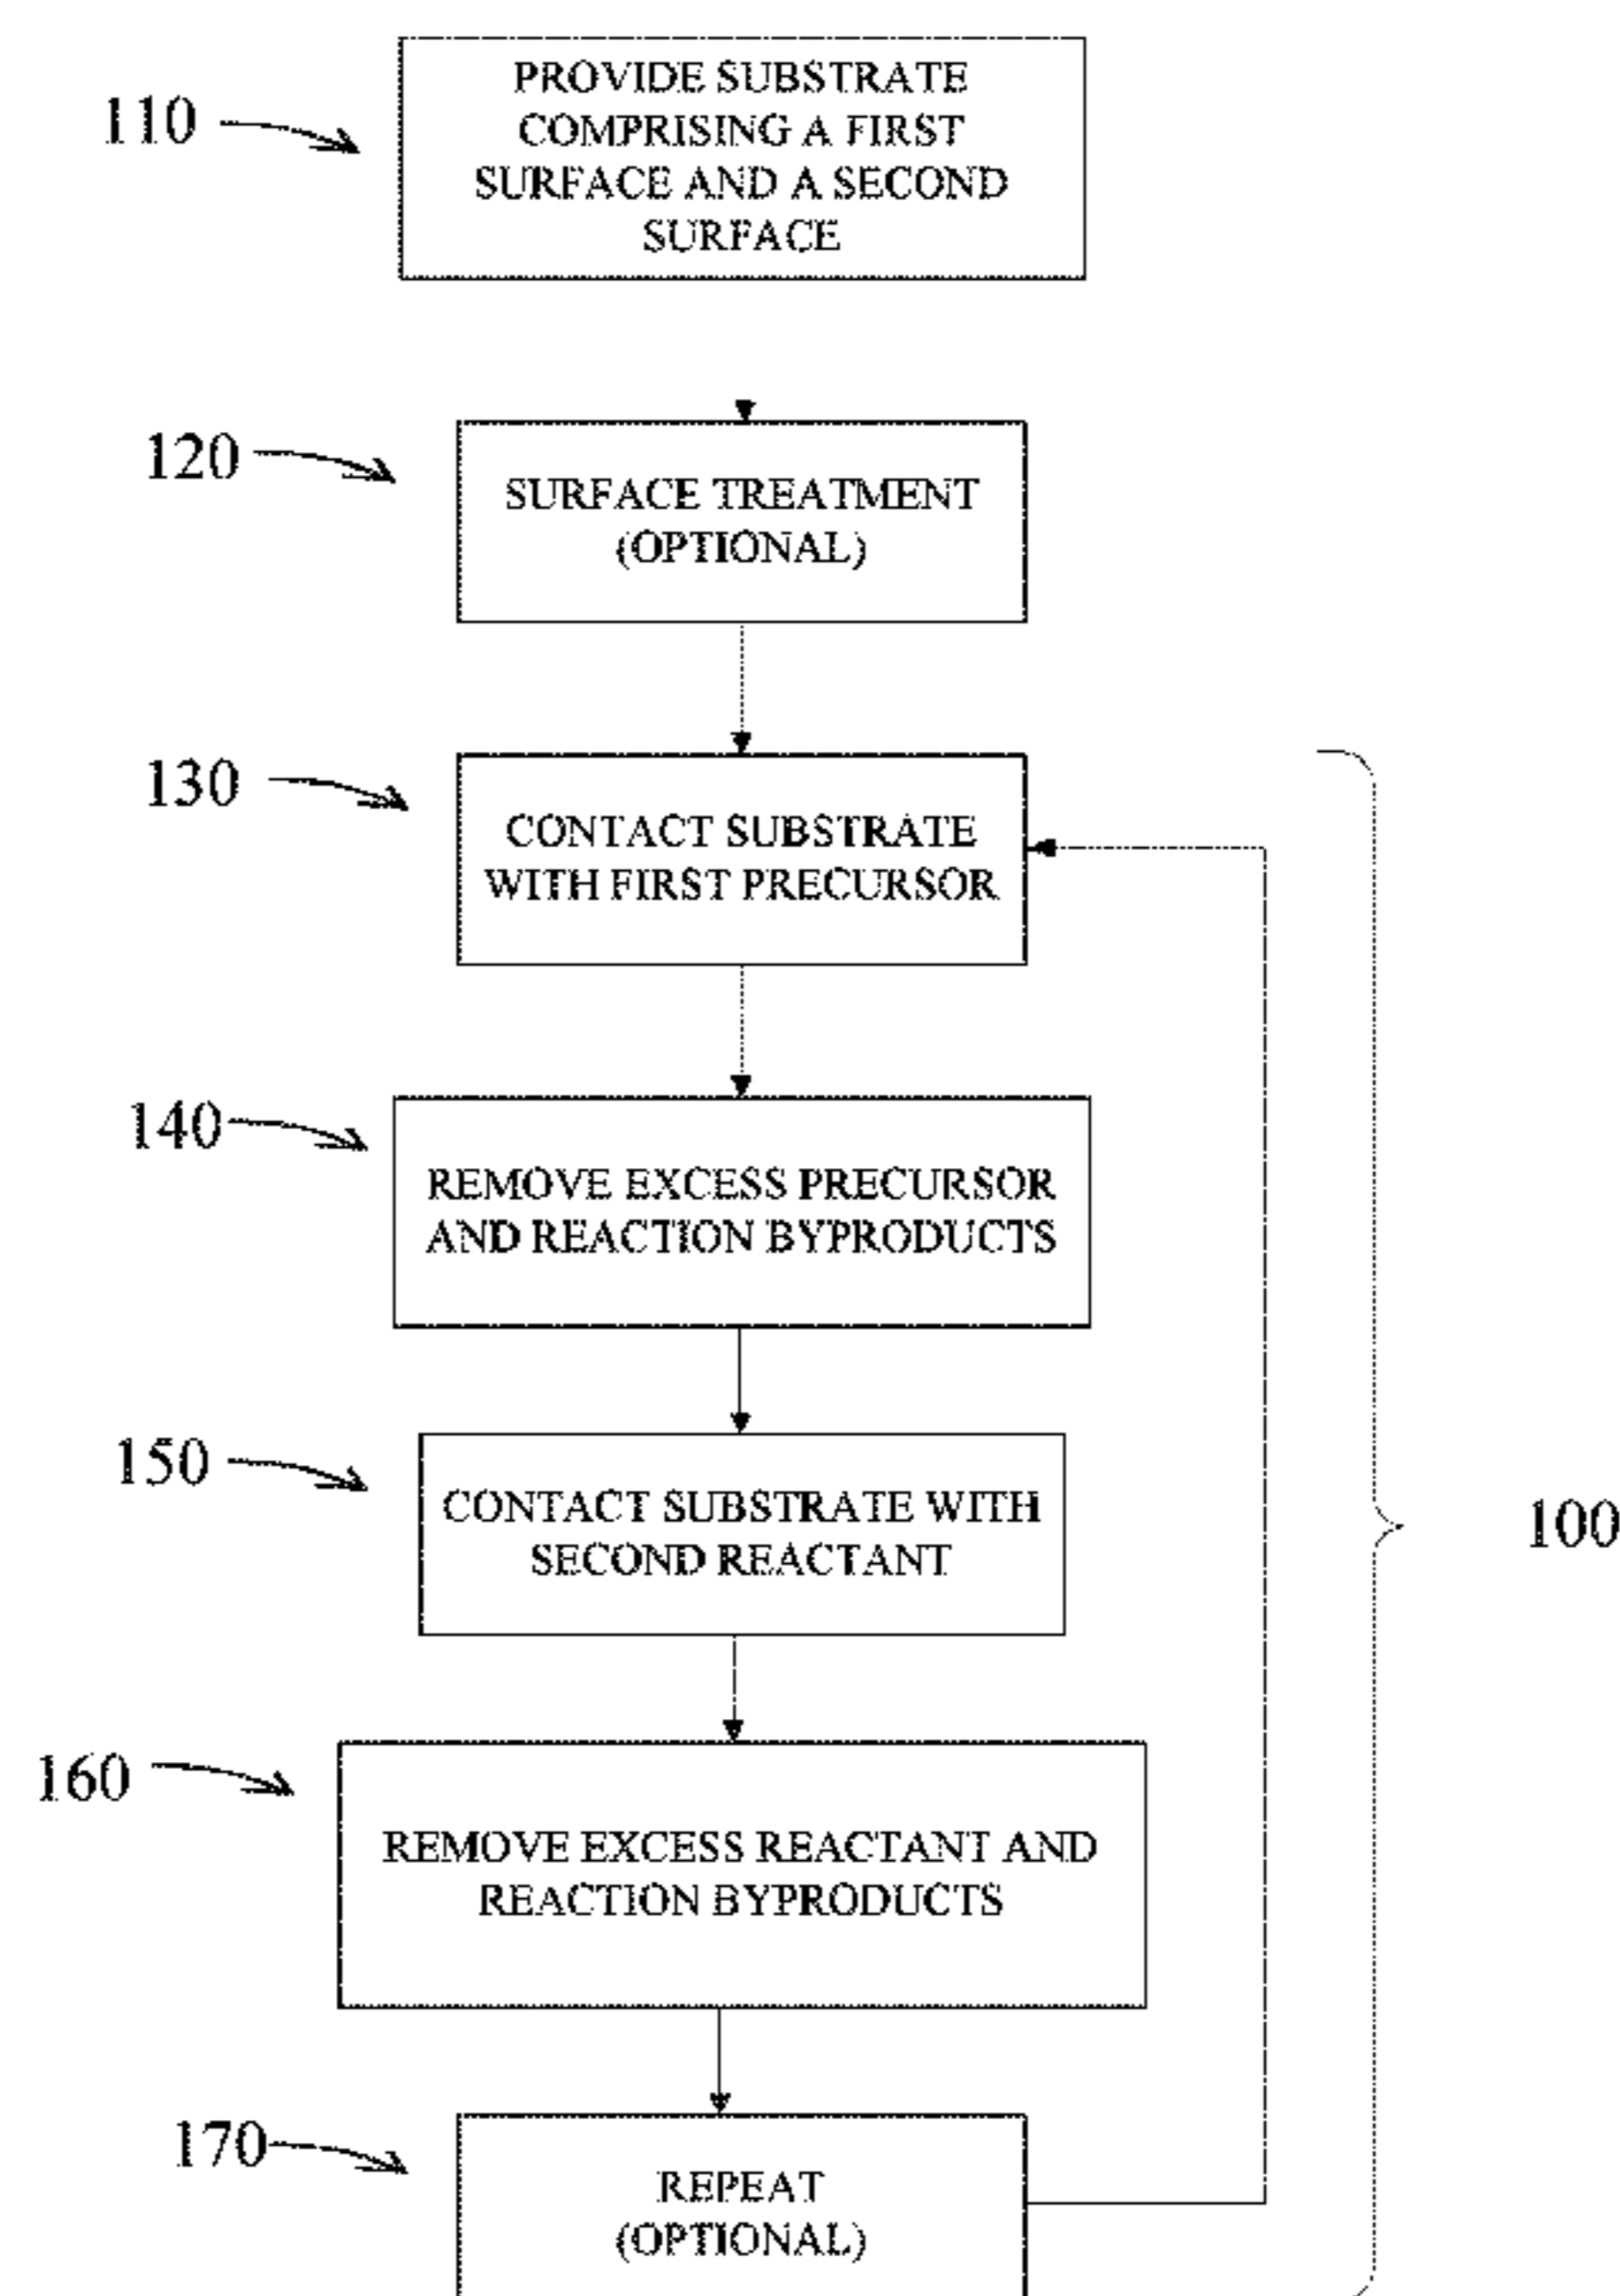 110
PROVIDE SUBSTRATE
COMPRISING A FIRST
SURFACE AND A SECOND
SURFACE
120
SURFACE TREATMENT
(OPTIONAL)
130
CONTACT SUBSTRATE
WITH FIRST PRECURSOR
140
REMOVE EXCESS PRECURSOR
AND REACTION BYPRODUCTS
150
CONTACT SUBSTRATE WITH
SECOND REACTANT
100
160
REMOVE EXCESS REACTANT AND
REACTION BYPRODUCTS
170
REPEAT
(OPTIONAL)